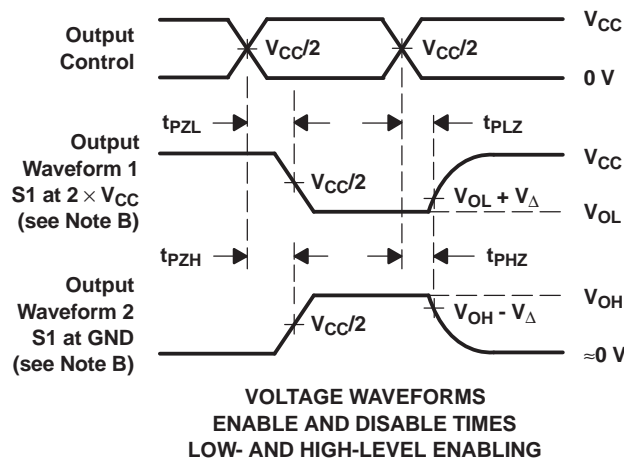 Output
Control
V_CC/2
V_CC/2
V_CC
0 V
t_PZL
t_PLZ
Output
Waveform 1
S1 at 2 × V_CC
(see Note B)
V_CC/2
V_OL + V_Δ
V_CC
V_OL
t_PZH
t_PHZ
Output
Waveform 2
S1 at GND
(see Note B)
V_CC/2
V_OH - V_Δ
V_OH
≈0 V
VOLTAGE WAVEFORMS
ENABLE AND DISABLE TIMES
LOW- AND HIGH-LEVEL ENABLING